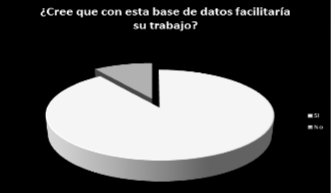 ¿Cree que con esta base de datos facilitaría
su trabajo?
Si
No